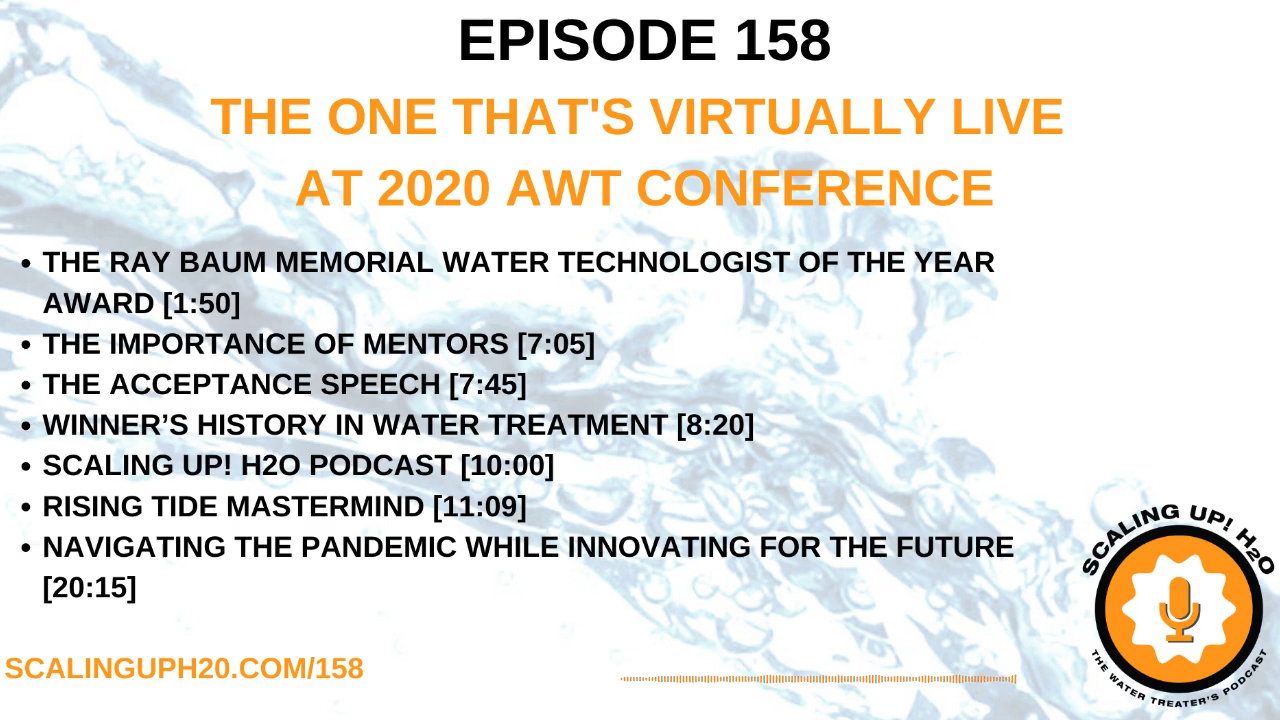 EPISODE 158
THE ONE THAT'S VIRTUALLY LIVE
AT 2020 AWT CONFERENCE
• THE RAY BAUM MEMORIAL WATER TECHNOLOGIST OF THE YEAR
AWARD [1:50]
• THE IMPORTANCE OF MENTORS [7:05]
• THE ACCEPTANCE SPEECH [7:45]
• WINNER’S HISTORY IN WATER TREATMENT [8:20]
• SCALING UP! H2O PODCAST [10:00]
• RISING TIDE MASTERMIND [11:09]
• NAVIGATING THE PANDEMIC WHILE INNOVATING FOR THE FUTURE
[20:15]
SCALINGUPH20.COM/158
SCALING UP! H2O
THE WATER TREATER'S PODCAST